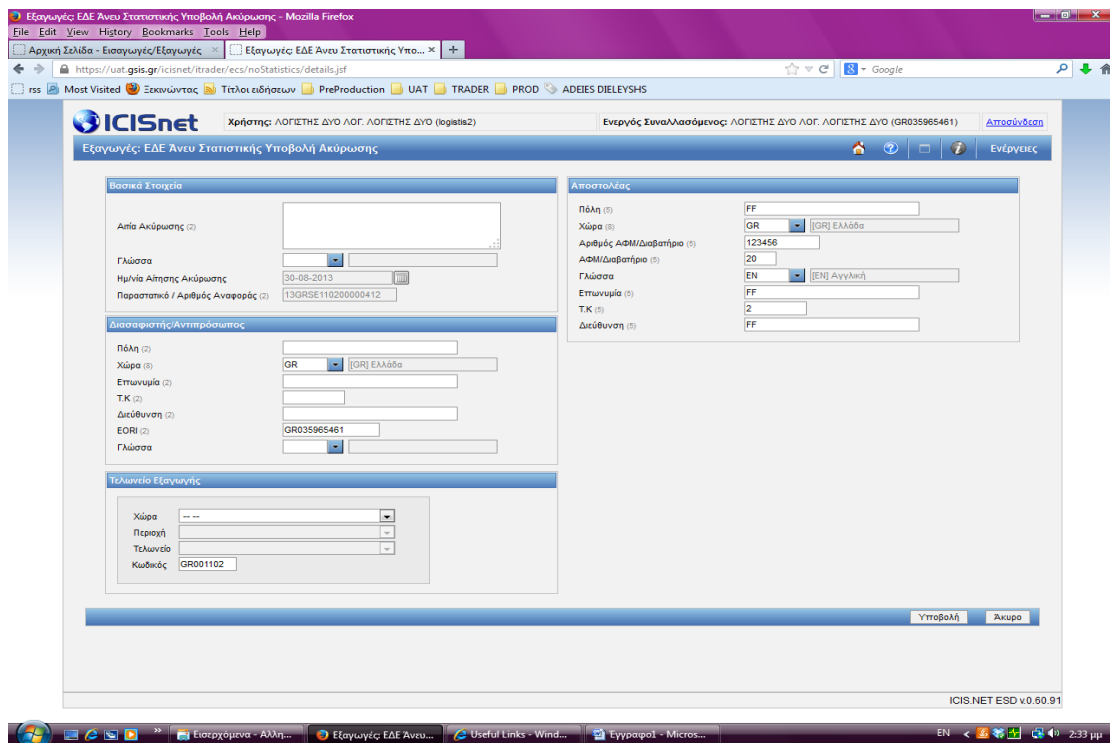 Εξαγωγές: ΕΔΕ Άνευ Στατιστικής Υποβολή Ακύρωσης - Mozilla Firefox
File Edit View History Bookmarks Tools Help
Αρχική Σελίδα - Εισαγωγές/Εξαγωγές × Εξαγωγές: ΕΔΕ Άνευ Στατιστικής Υπο... × +
https://uat.gsis.gr/icisnet/itrader/ecs/noStatistics/details.jsf Google
rss Most Visited Ξεκινώντας Τίτλοι ειδήσεων PreProduction UAT TRADER PROD ADEIES DIELEYSHS
ICISnet Χρήστης: ΛΟΓΙΣΤΗΣ ΔΥΟ ΛΟΓ. ΛΟΓΙΣΤΗΣ ΔΥΟ (logistis2) Ενεργός Συναλλασόμενος: ΛΟΓΙΣΤΗΣ ΔΥΟ ΛΟΓ. ΛΟΓΙΣΤΗΣ ΔΥΟ (GR035965461) Αποσύνδεση
Εξαγωγές: ΕΔΕ Άνευ Στατιστικής Υποβολή Ακύρωσης Ενέργειες
Βασικά Στοιχεία
Αιτία Ακύρωσης (2)
Γλώσσα
Ημ/νία Αίτησης Ακύρωσης 30-08-2013
Παραστατικό / Αριθμός Αναφοράς (2) 13GRSE110200000412
Διασαφιστής/Αντιπρόσωπος
Πόλη (2)
Χώρα (8) GR [GR] Ελλάδα
Επωνυμία (2)
Τ.Κ (2)
Διεύθυνση (2)
EORI (2) GR035965461
Γλώσσα
Τελωνείο Εξαγωγής
Χώρα -- --
Περιοχή
Τελωνείο
Κωδικός GR001102
Αποστολέας
Πόλη (5) FF
Χώρα (8) GR [GR] Ελλάδα
Αριθμός ΑΦΜ/Διαβατήριο (5) 123456
ΑΦΜ/Διαβατήριο (5) 20
Γλώσσα EN [EN] Αγγλική
Επωνυμία (5) FF
Τ.Κ (5) 2
Διεύθυνση (5) FF
Υποβολή Άκυρο
ICIS.NET ESD v.0.60.91
Εισερχόμενα - Αλλη... Εξαγωγές: ΕΔΕ Άνευ... Useful Links - Wind... Έγγραφο1 - Micros... EN 2:33 μμ